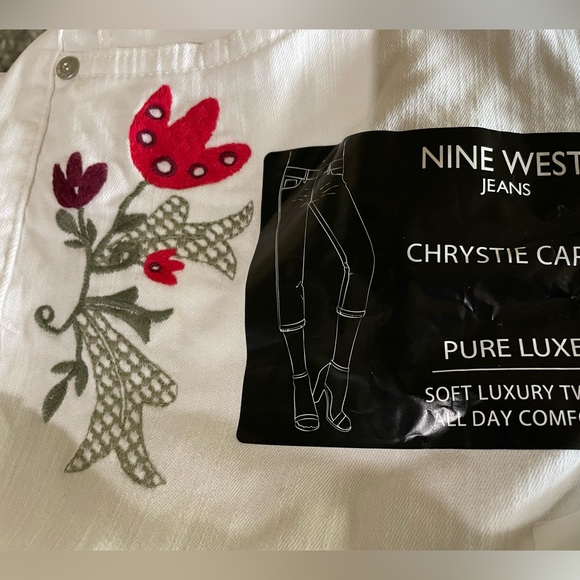 NINE WEST
JEANS
CHRYSTIE CAP
PURE LUXE
SOFT LUXURY TW
ALL DAY COMFO